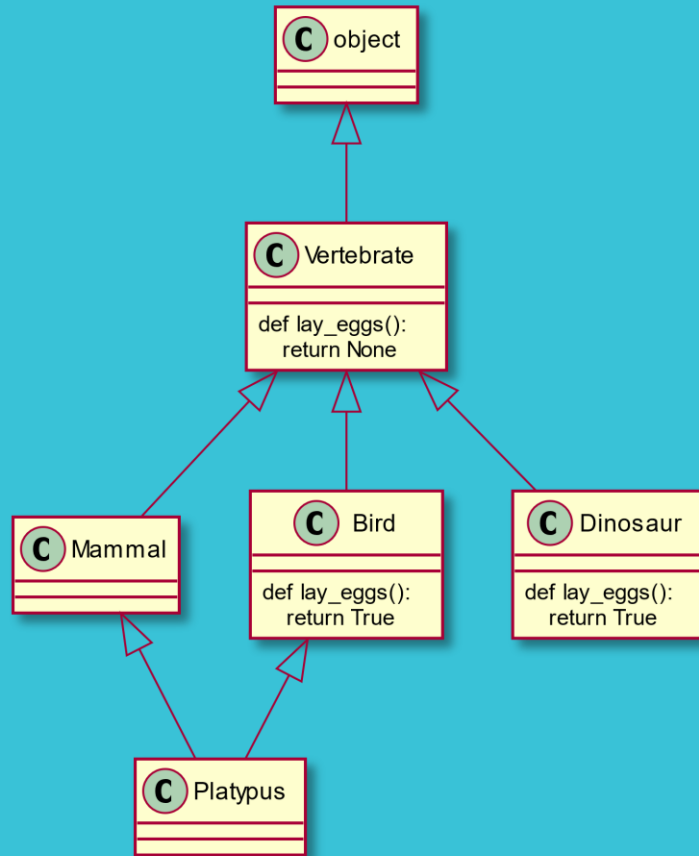 C object
C Vertebrate
def lay_eggs():
return None
C Mammal
C Bird
def lay_eggs():
return True
C Dinosaur
def lay_eggs():
return True
C Platypus